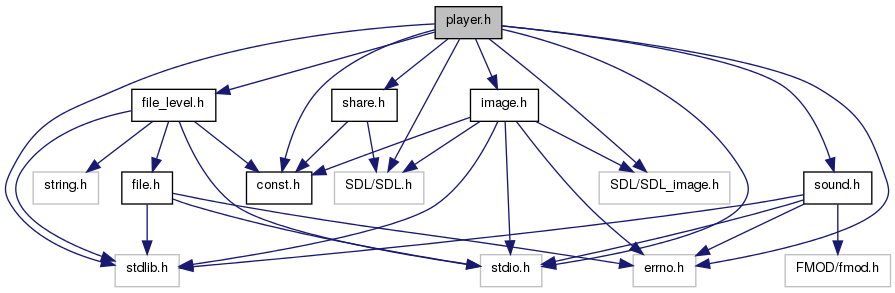 player.h
file_level.h
share.h
image.h
string.h
file.h
const.h
SDL/SDL.h
SDL/SDL_image.h
sound.h
stdlib.h
stdio.h
errno.h
FMOD/fmod.h